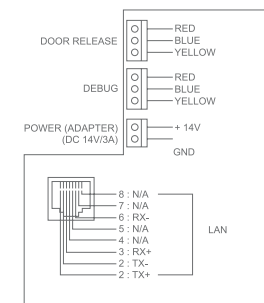 DOOR RELEASE
RED
BLUE
YELLOW
DEBUG
RED
BLUE
YELLOW
POWER (ADAPTER)
(DC 14V/3A)
+ 14V
GND
8 : N/A
7 : N/A
6 : RX-
5 : N/A
4 : N/A
3 : RX+
2 : TX-
2 : TX+
LAN